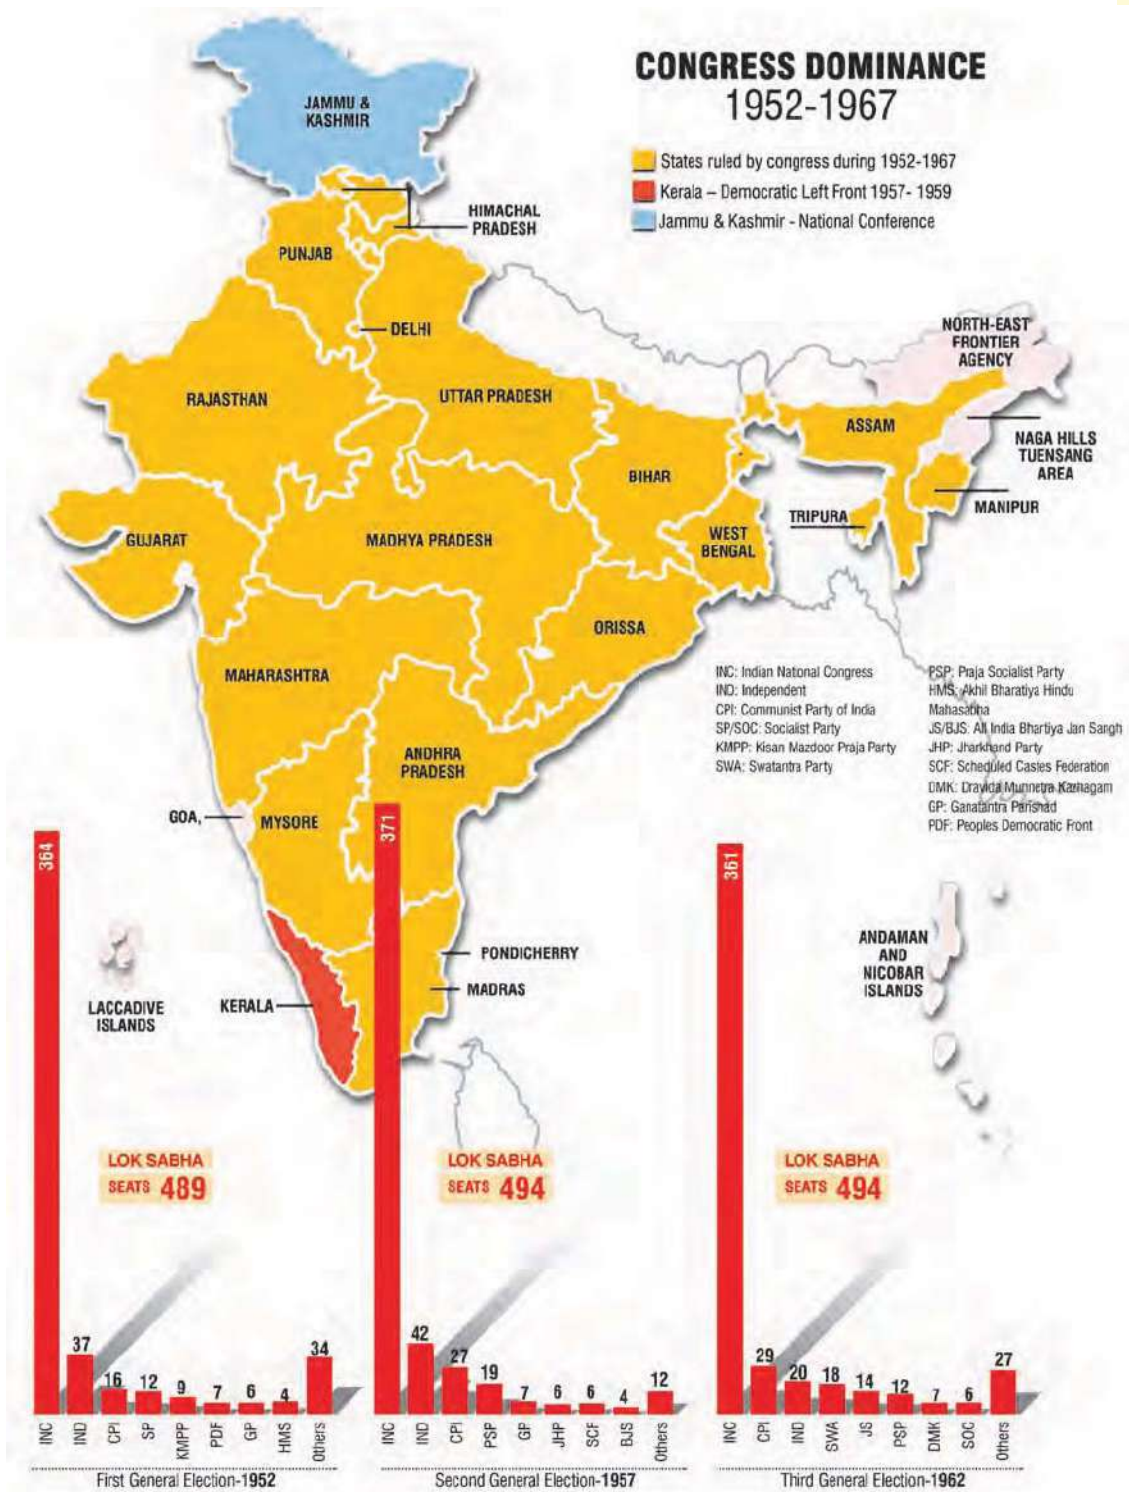 CONGRESS DOMINANCE
1952-1967
States ruled by congress during 1952-1967
Kerala – Democratic Left Front 1957- 1959
Jammu & Kashmir - National Conference
JAMMU &
KASHMIR
HIMACHAL
PRADESH
PUNJAB
DELHI
RAJASTHAN
UTTAR PRADESH
NORTH-EAST
FRONTIER
AGENCY
ASSAM
NAGA HILLS
TUENSANG
AREA
BIHAR
MANIPUR
TRIPURA
GUJARAT
MADHYA PRADESH
WEST
BENGAL
ORISSA
MAHARASHTRA
ANDHRA
PRADESH
GOA,
MYSORE
PONDICHERRY
MADRAS
KERALA
LACCADIVE
ISLANDS
ANDAMAN
AND
NICOBAR
ISLANDS
INC: Indian National Congress
IND: Independent
CPI: Communist Party of India
SP/SOC: Socialist Party
KMPP: Kisan Mazdoor Praja Party
SWA: Swatantra Party
PSP: Praja Socialist Party
HMS: Akhil Bharatiya Hindu
Mahasabha
JS/BJS: All India Bhartiya Jan Sangh
JHP: Jharkhand Party
SCF: Scheduled Castes Federation
DMK: Dravida Munnetra Kazhagam
GP: Ganatantra Parishad
PDF: Peoples Democratic Front
LOK SABHA
SEATS 489
364
37
16
12
9
7
6
4
34
INC
IND
CPI
SP
KMPP
PDF
GP
HMS
Others
First General Election-1952
LOK SABHA
SEATS 494
371
42
27
19
7
6
6
4
12
INC
IND
CPI
PSP
GP
JHP
SCF
BJS
Others
Second General Election-1957
LOK SABHA
SEATS 494
361
29
20
18
14
12
7
6
27
INC
CPI
IND
SWA
JS
PSP
DMK
SOC
Others
Third General Election-1962